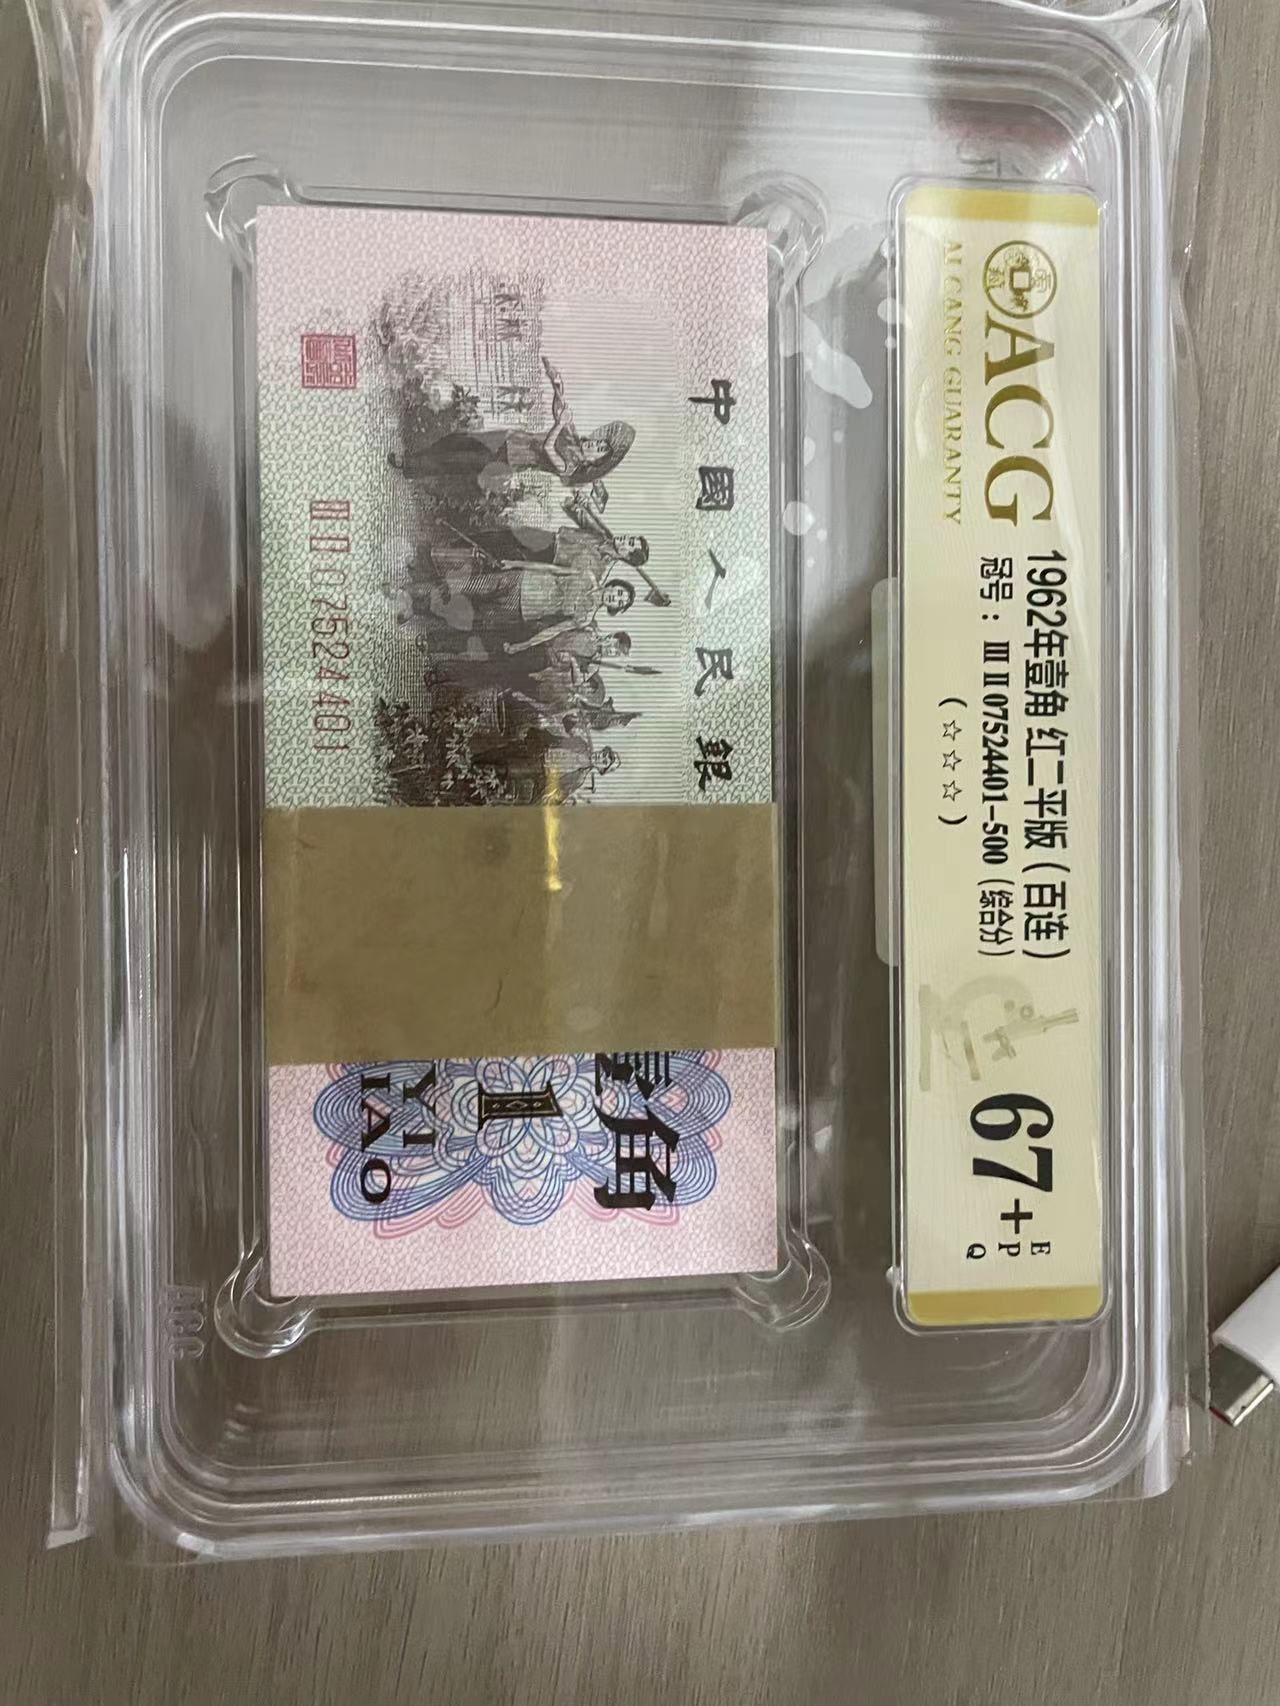 ACG
AI CANG GUARANTY
1962年壹角 红二平版(百连)
冠号: Ⅲ Ⅱ 07524401-500 (综合分)
(☆☆☆)
67+
E
P
Q
中國人民銀
Ⅲ Ⅱ 07524401
壹角
1
YI
JIAO
ACG